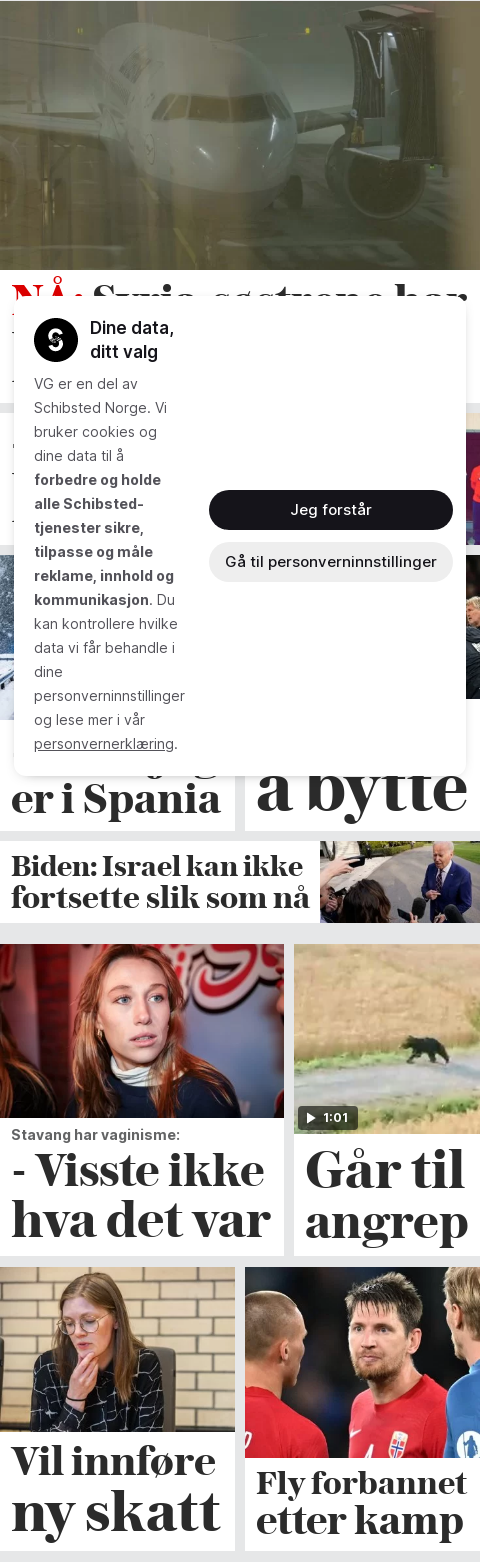 NÅ: Syria-søstrene har
Dine data,
ditt valg
VG er en del av
Schibsted Norge. Vi
bruker cookies og
dine data til å
forbedre og holde
alle Schibsted-
tjenester sikre,
tilpasse og måle
reklame, innhold og
kommunikasjon. Du
kan kontrollere hvilke
data vi får behandle i
dine
personverninnstillinger
og lese mer i vår
personvernerklæring.
Jeg forstår
Gå til personverninnstillinger
er i Spania
å bytte
Biden: Israel kan ikke
fortsette slik som nå
Stavang har vaginisme:
- Visste ikke
hva det var
1:01
Går til
angrep
Vil innføre
ny skatt
Fly forbannet
etter kamp